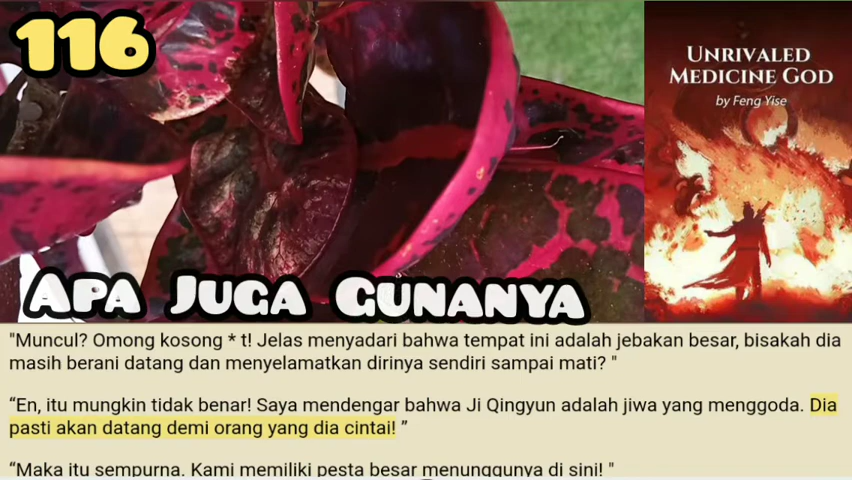 116
UNRIVALED
MEDICINE GOD
by Feng Yise
APA JUGA GUNANYA
"Muncul? Omong kosong * t! Jelas menyadari bahwa tempat ini adalah jebakan besar, bisakah dia
masih berani datang dan menyelamatkan dirinya sendiri sampai mati? "
“En, itu mungkin tidak benar! Saya mendengar bahwa Ji Qingyun adalah jiwa yang menggoda. Dia
pasti akan datang demi orang yang dia cintai! ”
“Maka itu sempurna. Kami memiliki pesta besar menunggunya di sini! "